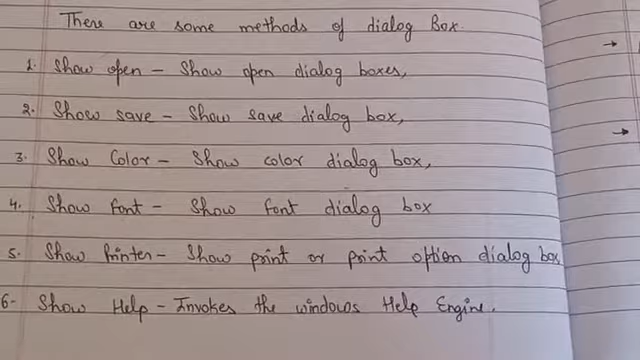 There are some methods of dialog Box.
1. Show open - Show open dialog boxes,
2. Show save - Show save dialog box,
3. Show Color - Show color dialog box,
4. Show font - Show font dialog box
5. Show Printer - Show print or print option dialog box
6- Show Help - Invokes the windows Help Engine.